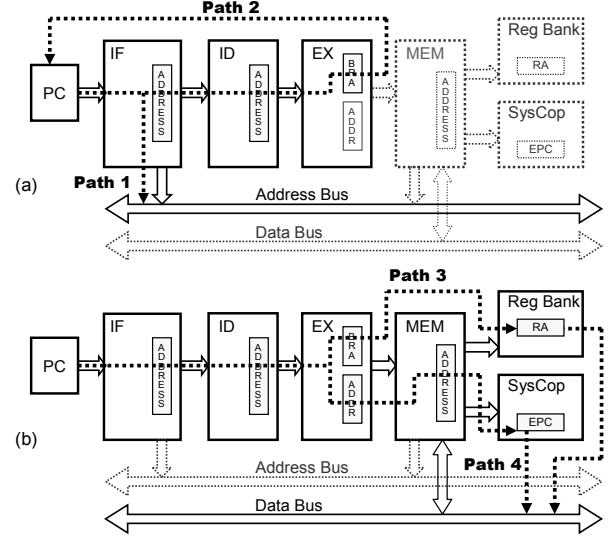 Path 2
IF ID EX MEM Reg Bank
PC ADDRESS ADDRESS BRA ADDR ADDRESS RA
SysCop
EPC
(a) Path 1
Address Bus
Data Bus
Path 3
IF ID EX MEM Reg Bank
PC ADDRESS ADDRESS BRA ADDR ADDRESS RA
SysCop
EPC
(b) Path 4
Address Bus
Data Bus